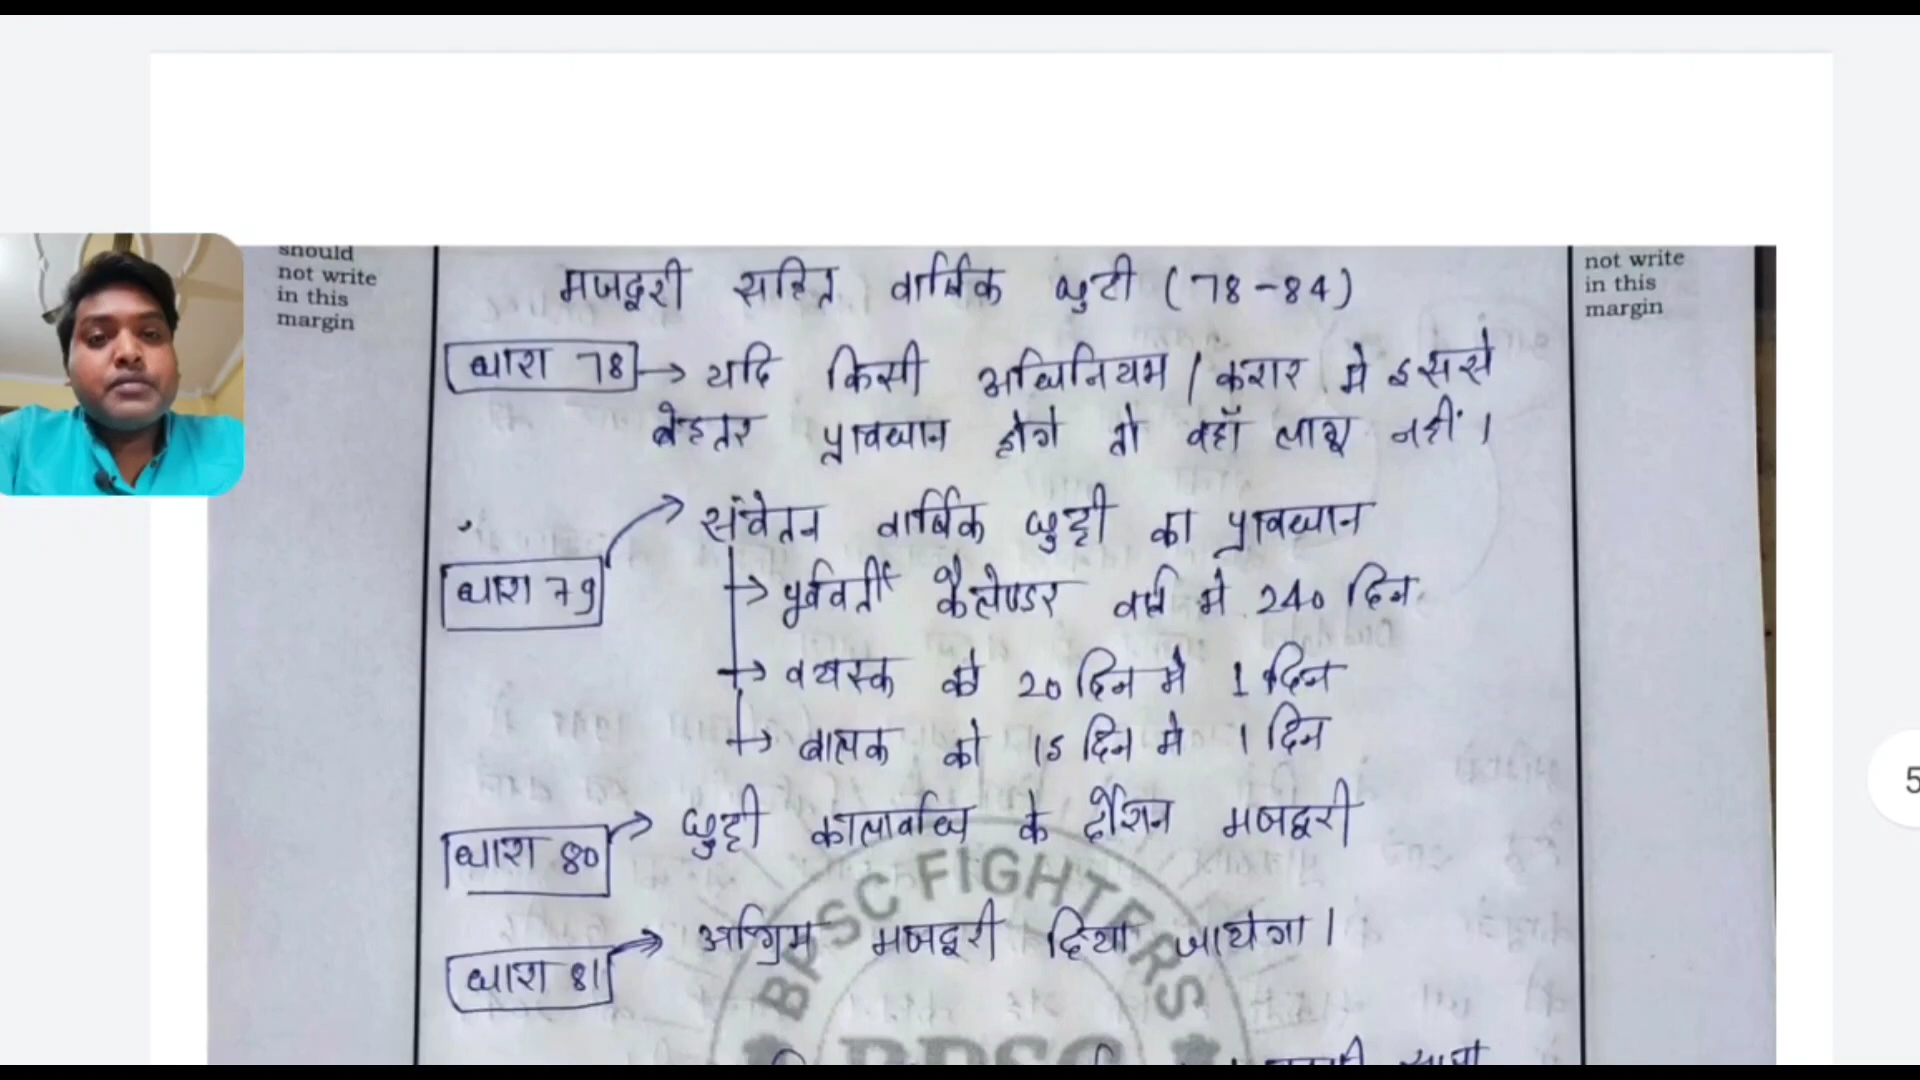 should
not write
in this
margin
not write
in this
margin
मजदूरी सहित वार्षिक छुटी (78-84)
धारा 78 → यदि किसी अधिनियम / करार मे इससे
बेहतर प्रावधान होगे तो वहाँ लागू नहीं।
संवेतन वार्षिक छुट्टी का प्रावधान
धारा 79
→ पूर्ववर्ती कैलेण्डर वर्ष मे 240 दिन
→ वयस्क को 20 दिन मे 1 दिन
→ बालक को 15 दिन मे 1 दिन
धारा 80 → छुट्टी कालावधि के दौरान मजदूरी
धारा 81 → अग्रिम मजदूरी दिया जायेगा।
BPSC FIGHTERS
BPSC
5